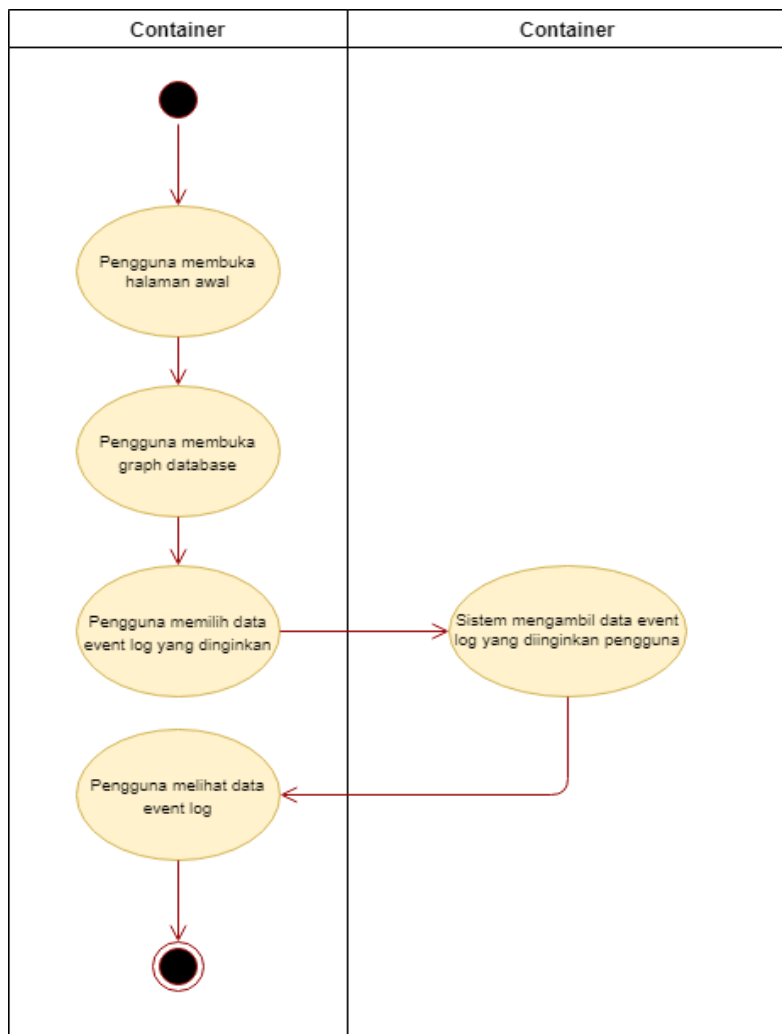 Container
Container
Pengguna membuka
halaman awal
Pengguna membuka
graph database
Pengguna memilih data
event log yang dinginkan
Sistem mengambil data event
log yang diinginkan pengguna
Pengguna melihat data
event log